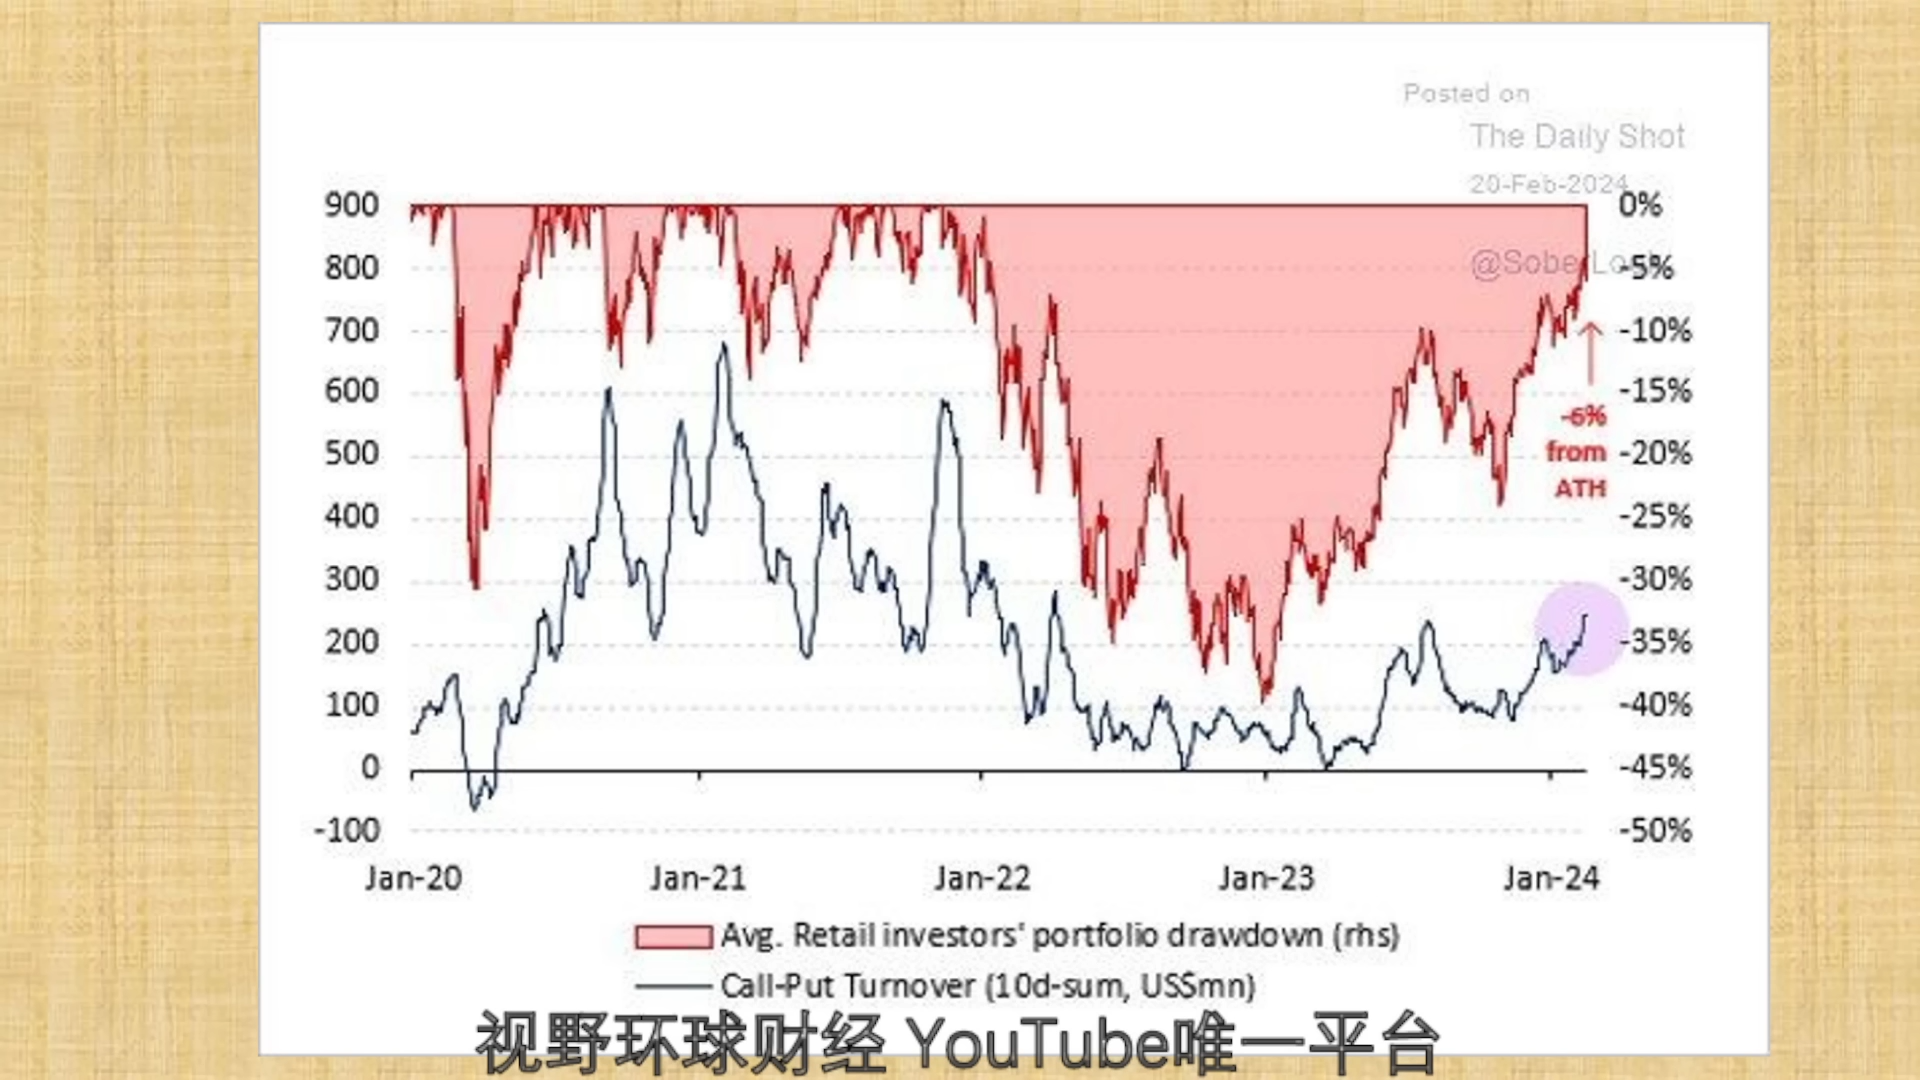 Posted on
The Daily Shot
20-Feb-2024
900 0%
800 @SoberLo -5%
700 -10%
600 -15%
-6%
500 from -20%
ATH
400 -25%
300 -30%
200 -35%
100 -40%
0 -45%
-100 -50%
Jan-20 Jan-21 Jan-22 Jan-23 Jan-24
Avg. Retail investors' portfolio drawdown (rhs)
Call-Put Turnover (10d-sum, US$mn)
视野环球财经 YouTube唯一平台